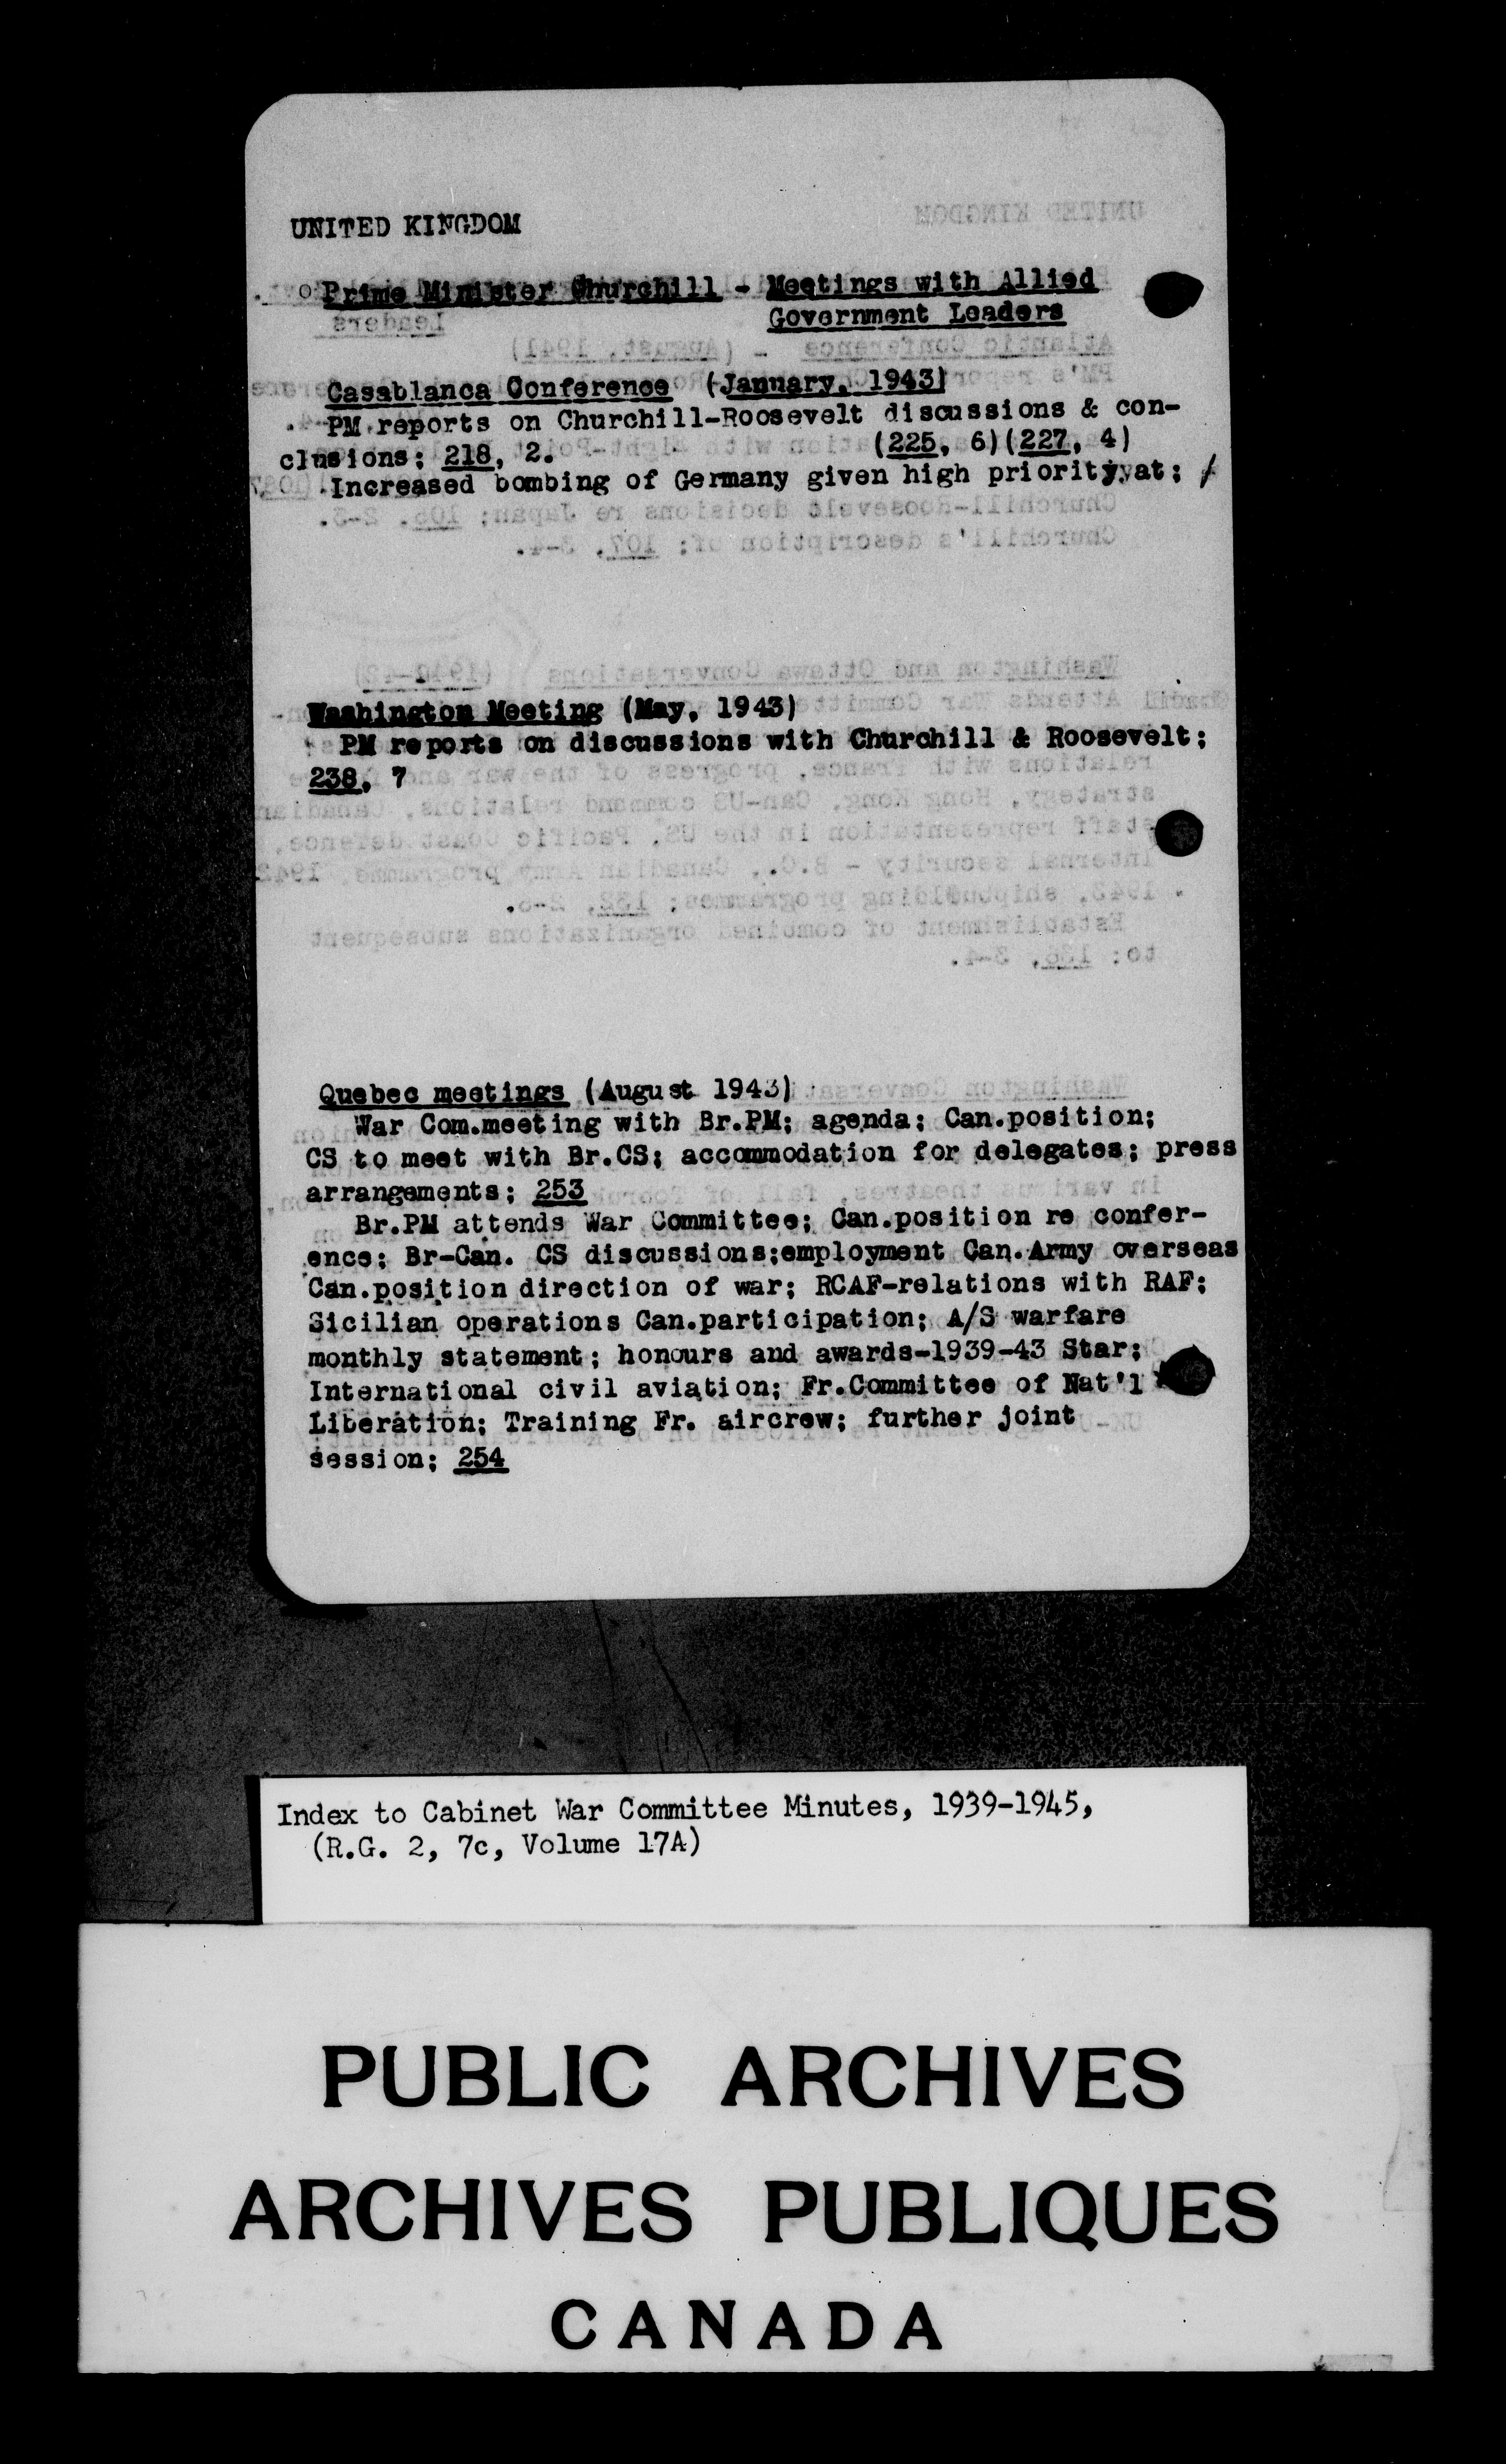 UNITED KINGDOM
Prime Minister Churchill - Meetings with Allied
Government Leaders
Casablanca Conference (January, 1943)
PM reports on Churchill-Roosevelt discussions & con-
clusions; 218, 2. (225, 6)(227, 4)
Increased bombing of Germany given high priority at;
Washington Meeting (May, 1943)
PM reports on discussions with Churchill & Roosevelt;
238, 7
Quebec meetings (August 1943)
War Com.meeting with Br.PM; agenda; Can.position;
CS to meet with Br.CS; accommodation for delegates; press
arrangements; 253
Br.PM attends War Committee; Can.position re confer-
ence; Br-Can. CS discussions;employment Can.Army overseas
Can.position direction of war; RCAF-relations with RAF;
Sicilian operations Can.participation; A/S warfare
monthly statement; honours and awards-1939-43 Star;
International civil aviation; Fr.Committee of Nat'l
Liberation; Training Fr. aircrew; further joint
session; 254
Index to Cabinet War Committee Minutes, 1939-1945,
(R.G. 2, 7c, Volume 17A)
PUBLIC ARCHIVES
ARCHIVES PUBLIQUES
CANADA